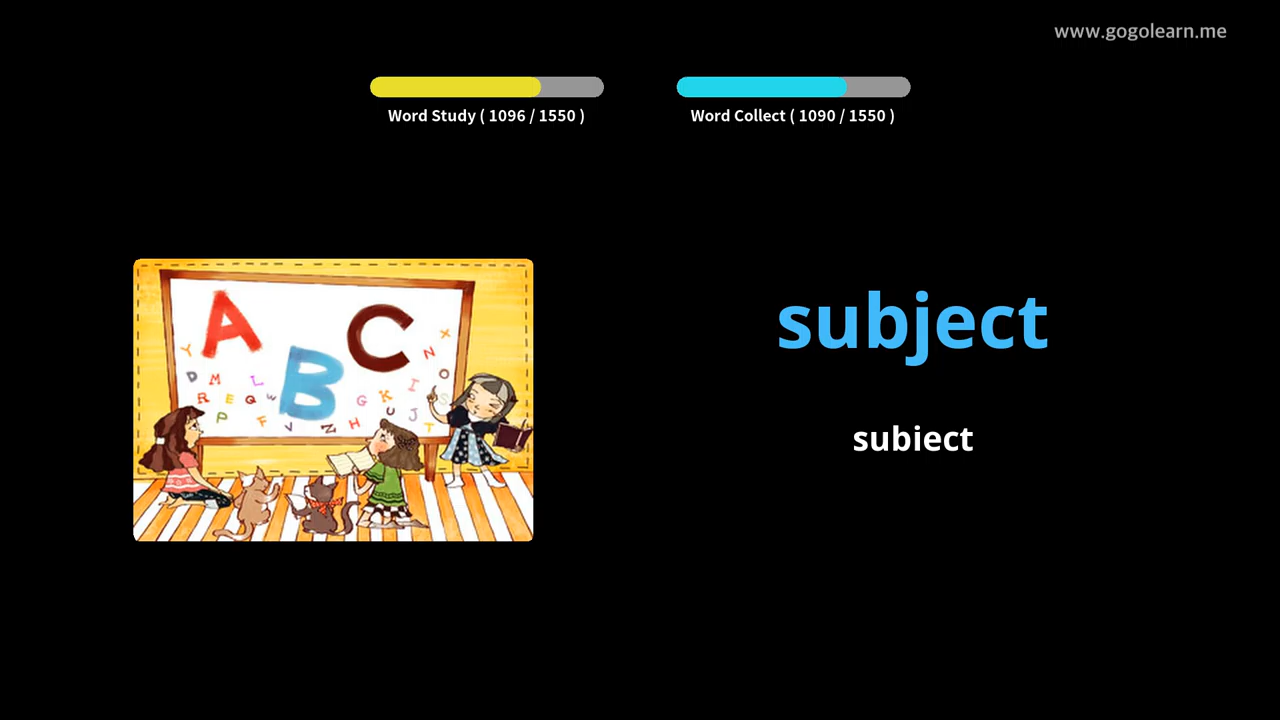 www.gogolearn.me
Word Study ( 1096 / 1550 )
Word Collect ( 1090 / 1550 )
A
B
C
Y
X
N
D M L O
R E Q W G K I S
P F V Z H U J T
subject
subiect